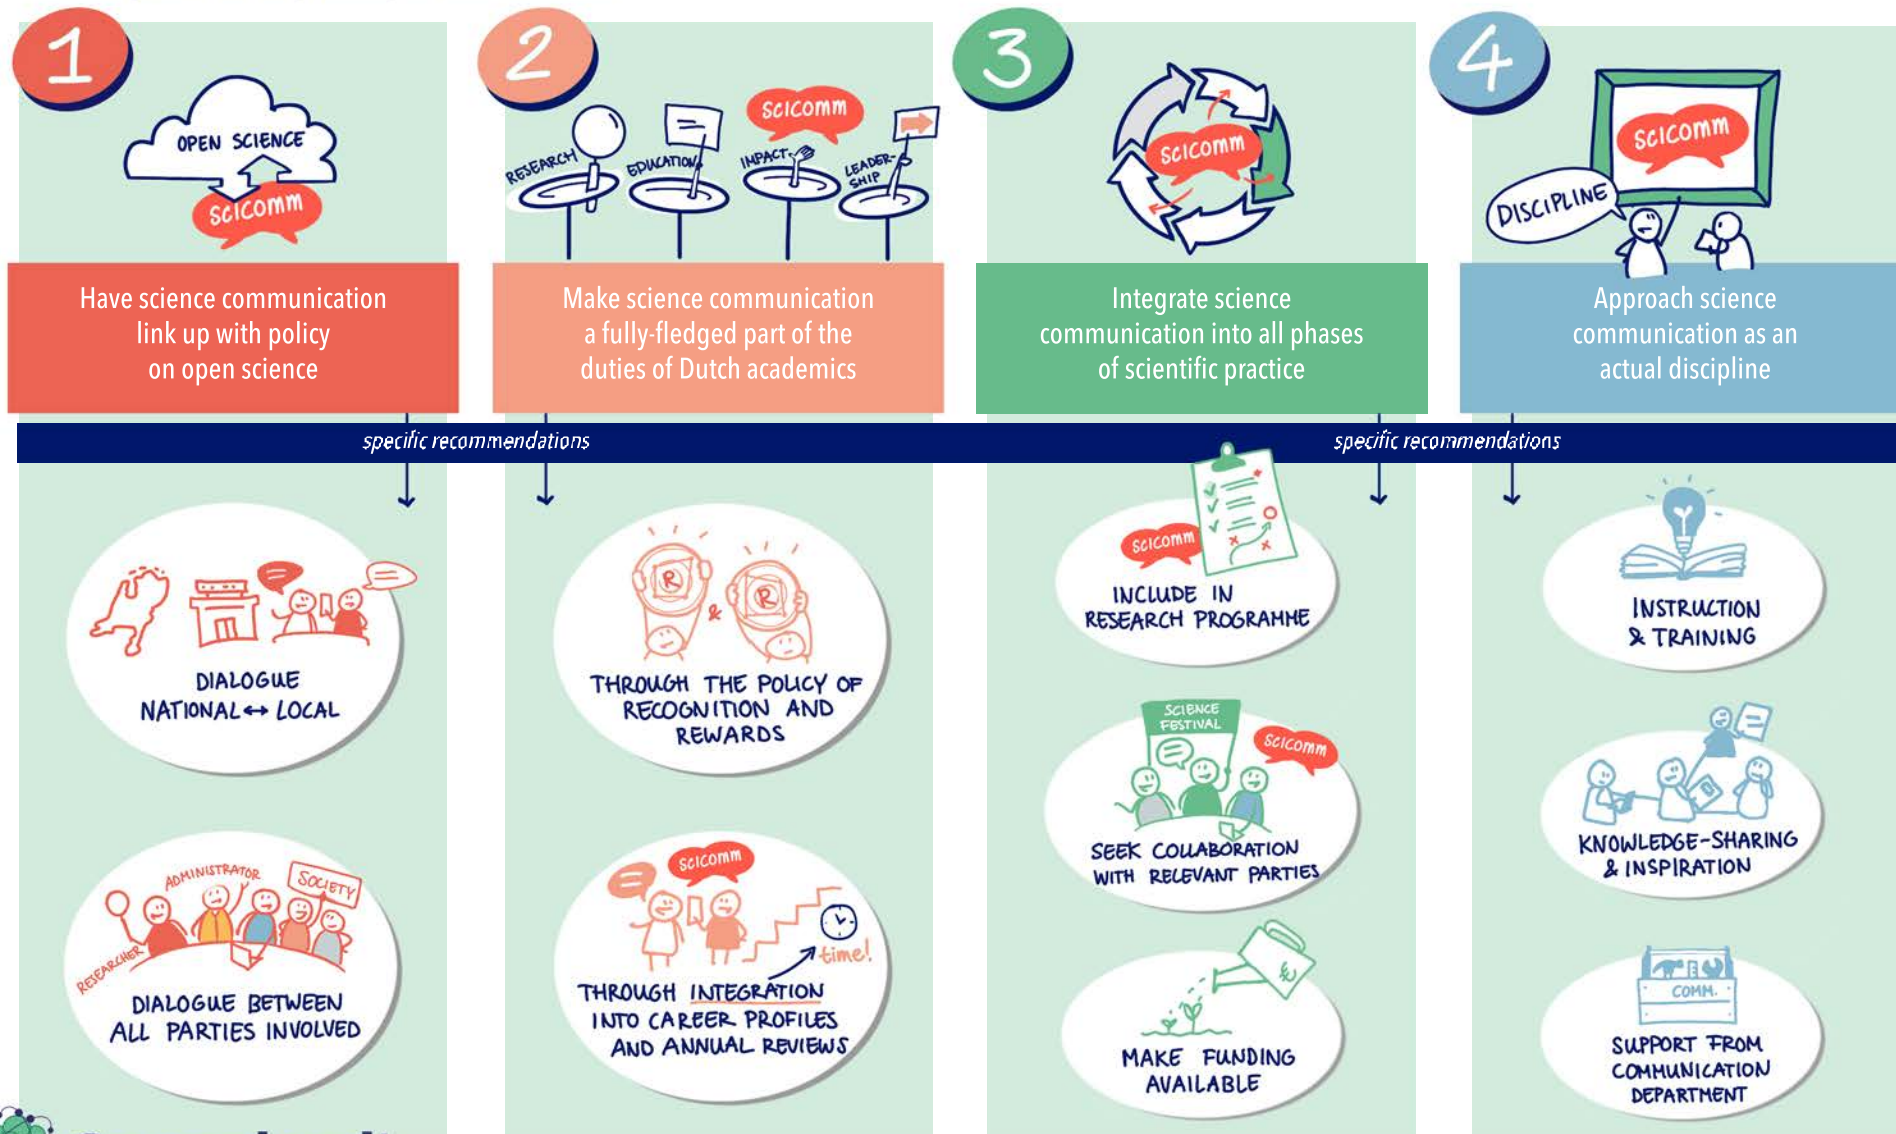 1
OPEN SCIENCE
SCICOMM
Have science communication
link up with policy
on open science
2
RESEARCH
EDUCATION
SCICOMM
IMPACT
LEADER-
SHIP
Make science communication
a fully-fledged part of the
duties of Dutch academics
3
SCICOMM
Integrate science
communication into all phases
of scientific practice
4
SCICOMM
DISCIPLINE
Approach science
communication as an
actual discipline
specific recommendations
specific recommendations
DIALOGUE
NATIONAL ↔ LOCAL
RESEARCHER
ADMINISTRATOR
SOCIETY
DIALOGUE BETWEEN
ALL PARTIES INVOLVED
R
&
R
THROUGH THE POLICY OF
RECOGNITION AND
REWARDS
SCICOMM
time!
THROUGH INTEGRATION
INTO CAREER PROFILES
AND ANNUAL REVIEWS
SCICOMM
INCLUDE IN
RESEARCH PROGRAMME
SCIENCE
FESTIVAL
SCICOMM
SEEK COLLABORATION
WITH RELEVANT PARTIES
€
MAKE FUNDING
AVAILABLE
INSTRUCTION
& TRAINING
KNOWLEDGE-SHARING
& INSPIRATION
COMM.
SUPPORT FROM
COMMUNICATION
DEPARTMENT